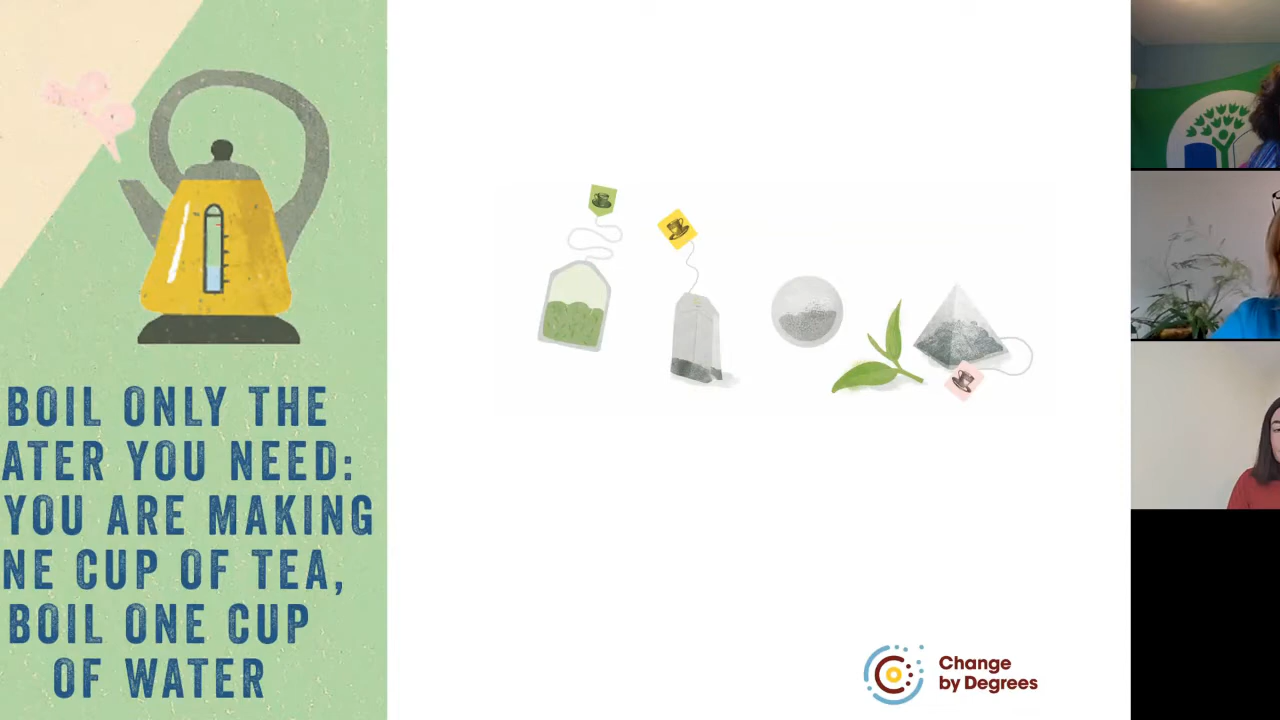 BOIL ONLY THE
ATER YOU NEED:
YOU ARE MAKING
NE CUP OF TEA,
BOIL ONE CUP
OF WATER
Change
by Degrees